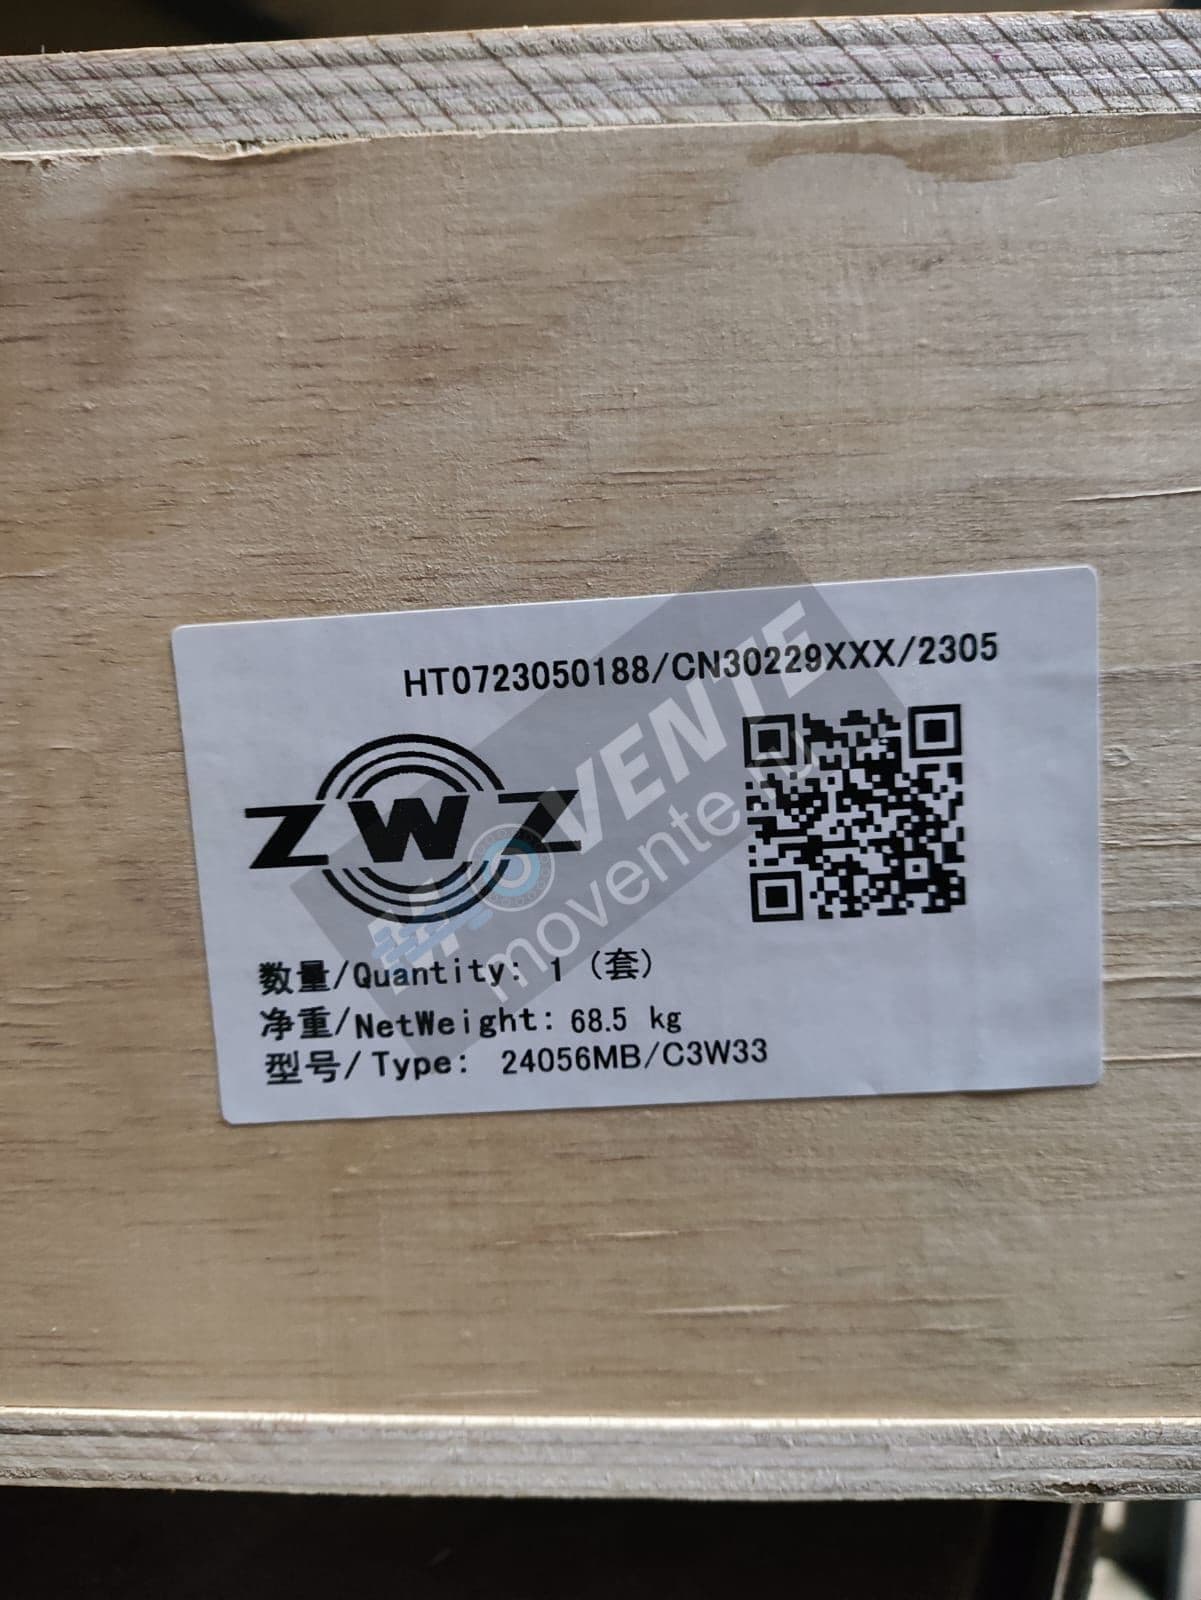 HT0723050188/CN30229XXX/2305
ZWZ
MOVENTE
movente.ru
数量/Quantity: 1 (套)
净重/NetWeight: 68.5 kg
型号/Type: 24056MB/C3W33